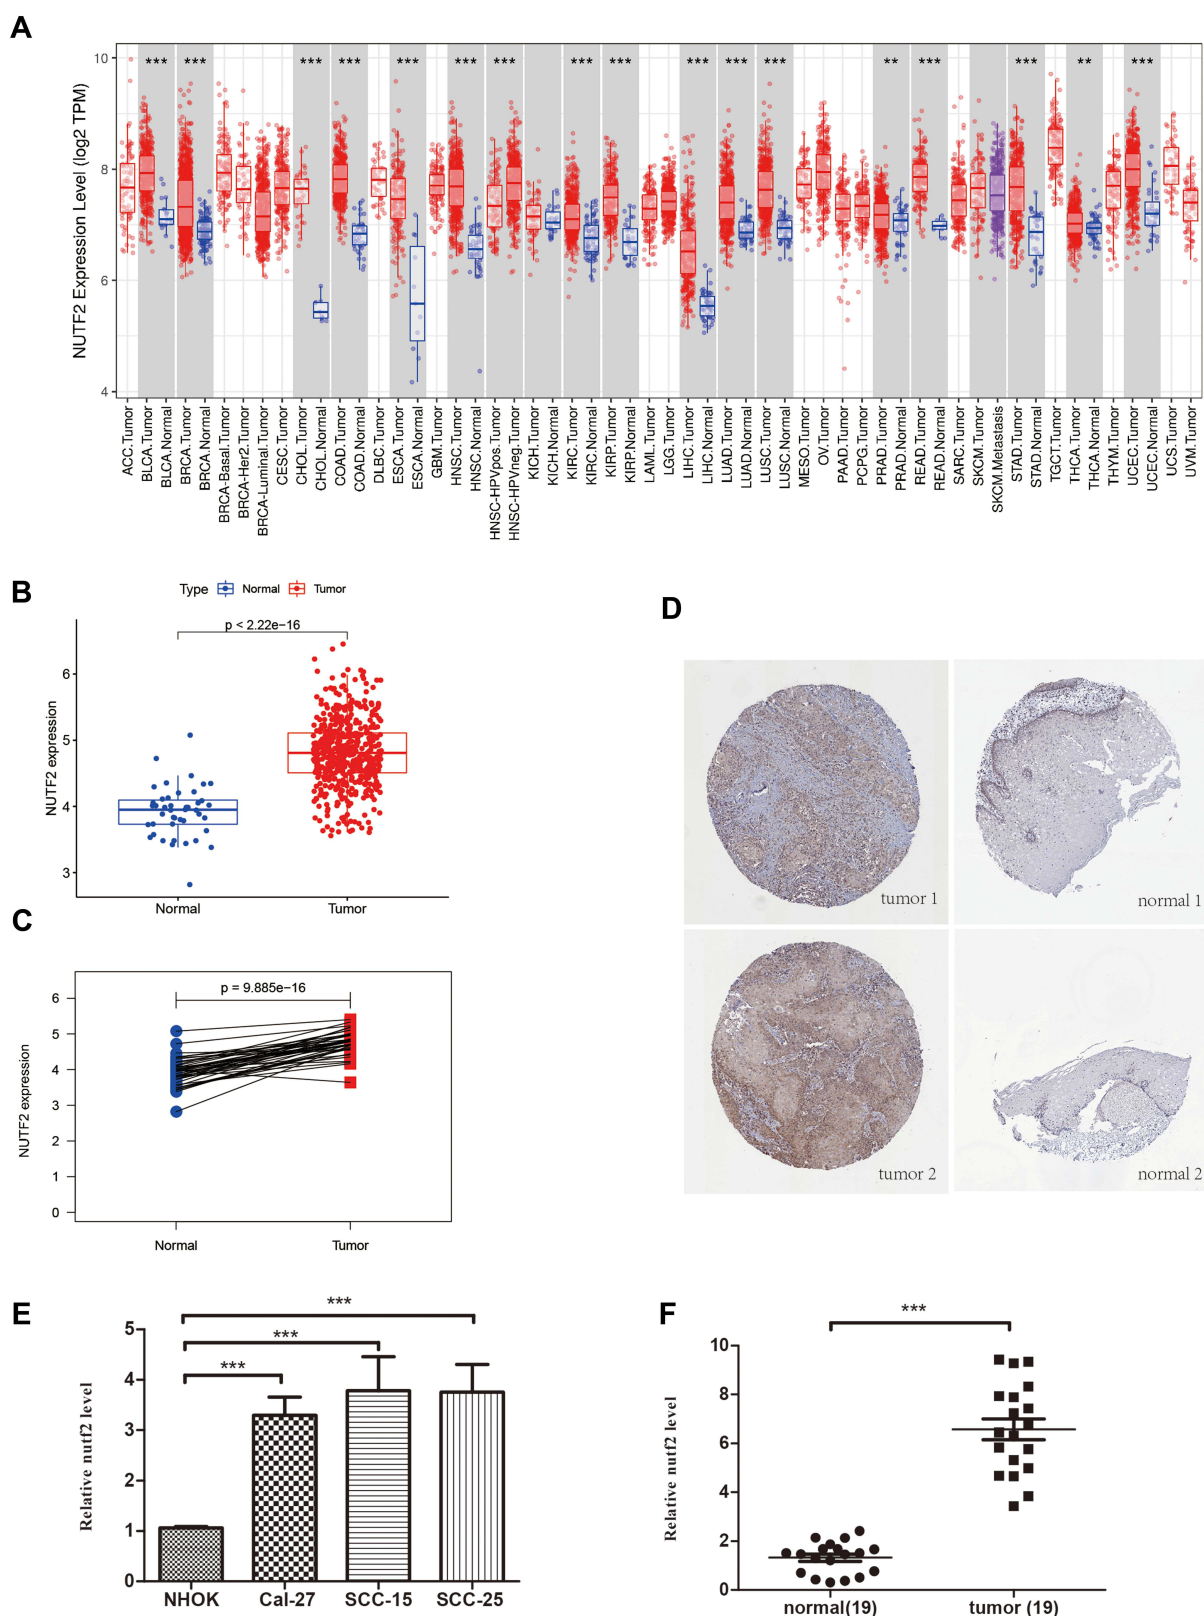 A
NUTF2 Expression Level (log2 TPM)
10
8
6
4
*** *** *** *** *** *** *** *** *** *** *** *** ** *** *** ** ***
ACC.Tumor
BLCA.Tumor
BLCA.Normal
BRCA.Tumor
BRCA.Normal
BRCA-Basal.Tumor
BRCA-Her2.Tumor
BRCA-Luminal.Tumor
CESC.Tumor
CHOL.Tumor
CHOL.Normal
COAD.Tumor
COAD.Normal
DLBC.Tumor
ESCA.Tumor
ESCA.Normal
GBM.Tumor
HNSC.Tumor
HNSC.Normal
HNSC-HPVpos.Tumor
HNSC-HPVneg.Tumor
KICH.Tumor
KICH.Normal
KIRC.Tumor
KIRC.Normal
KIRP.Tumor
KIRP.Normal
LAML.Tumor
LGG.Tumor
LIHC.Tumor
LIHC.Normal
LUAD.Tumor
LUAD.Normal
LUSC.Tumor
LUSC.Normal
MESO.Tumor
OV.Tumor
PAAD.Tumor
PCPG.Tumor
PRAD.Tumor
PRAD.Normal
READ.Tumor
READ.Normal
SARC.Tumor
SKCM.Tumor
SKCM.Metastasis
STAD.Tumor
STAD.Normal
TGCT.Tumor
THCA.Tumor
THCA.Normal
THYM.Tumor
UCEC.Tumor
UCEC.Normal
UCS.Tumor
UVM.Tumor
B
Type Normal Tumor
p < 2.22e−16
NUTF2 expression
6
5
4
3
Normal Tumor
C
p = 9.885e−16
NUTF2 expression
6
5
4
3
2
1
0
Normal Tumor
D
tumor 1
normal 1
tumor 2
normal 2
E
***
***
***
Relative nutf2 level
5
4
3
2
1
0
NHOK Cal-27 SCC-15 SCC-25
F
***
Relative nutf2 level
10
8
6
4
2
0
normal(19) tumor (19)